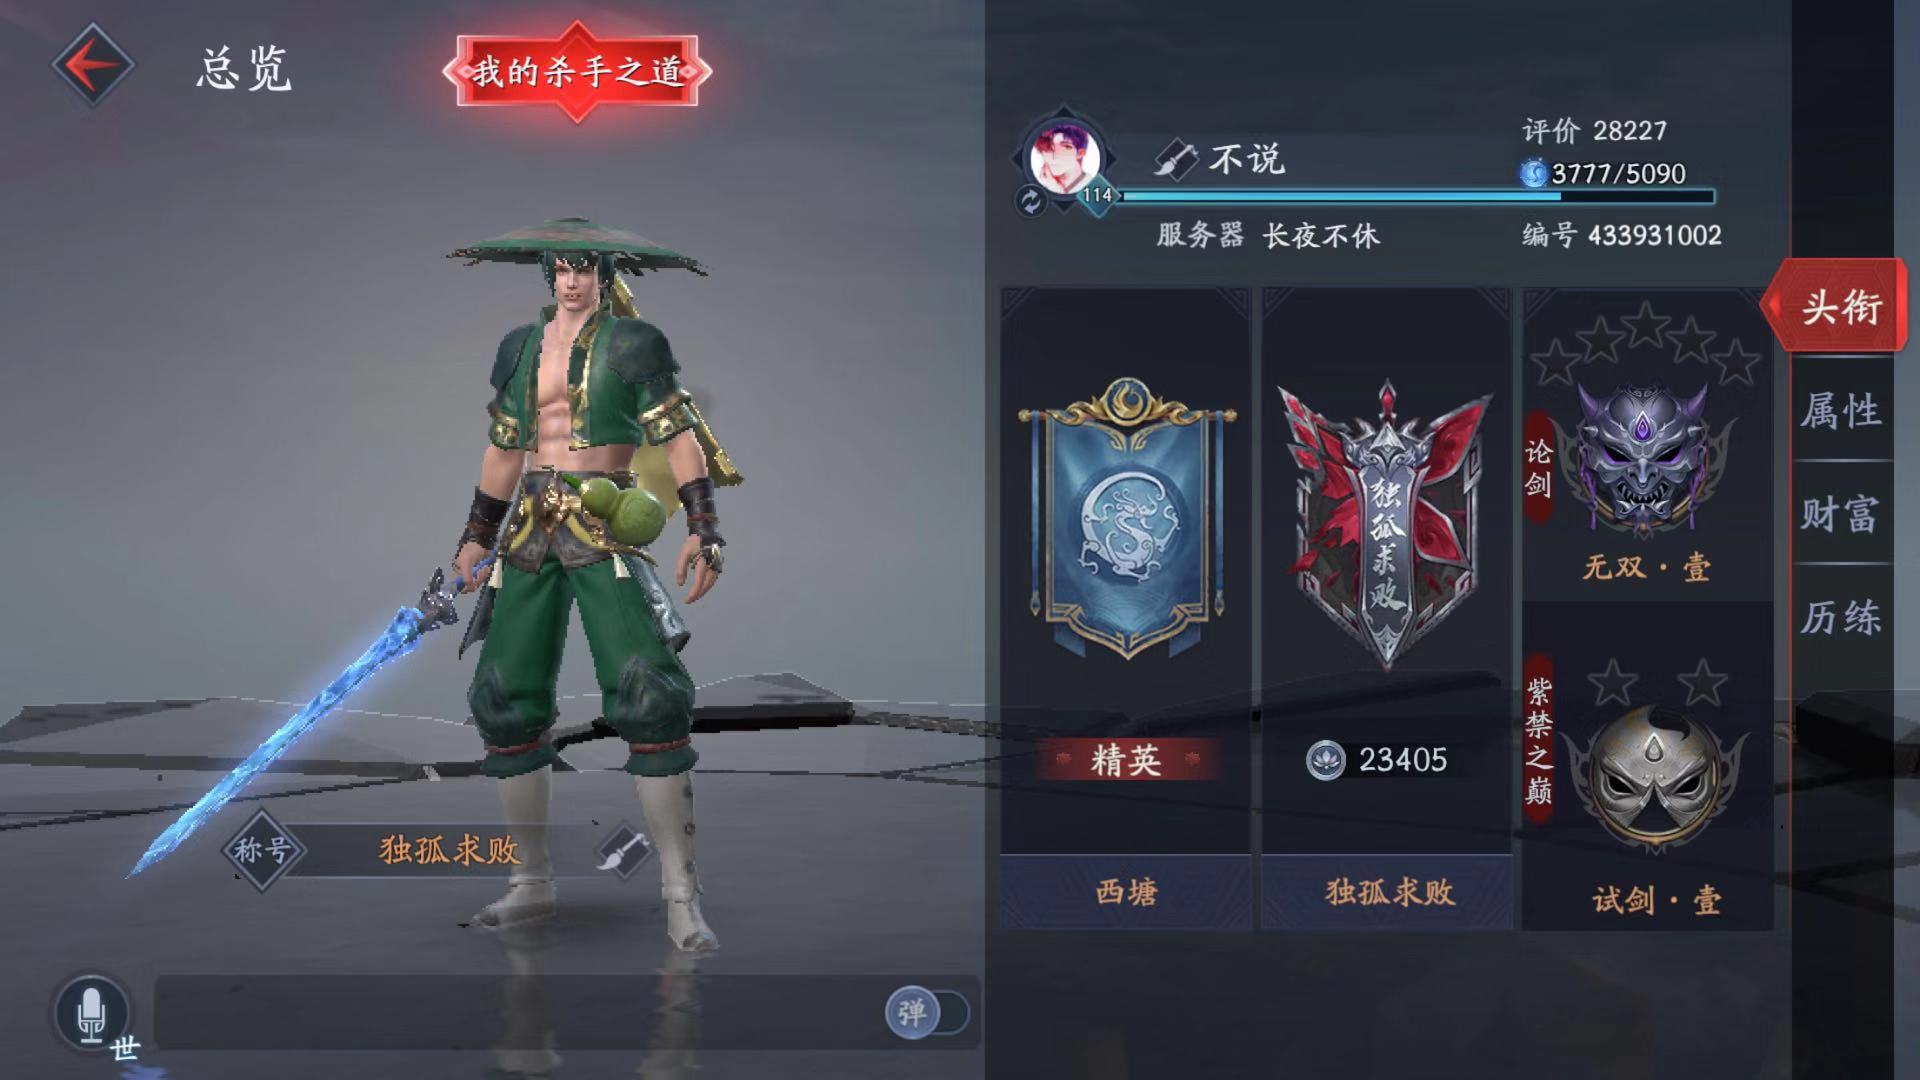 总览
我的杀手之道
不说
评价 28227
114
3777/5090
服务器 长夜不休
编号 433931002
头衔
属性
财富
历练
独孤求败
论剑
无双·壹
紫禁之巅
精英
23405
西塘
独孤求败
试剑·壹
称号
独孤求败
弹
世